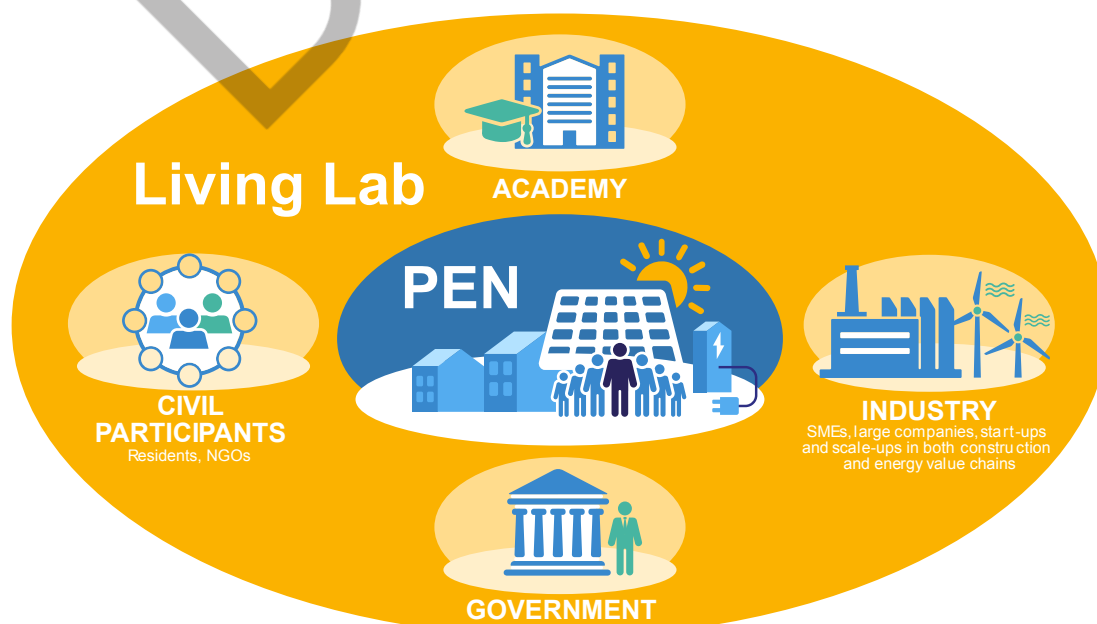 ACADEMY
Living Lab
PEN
CIVIL
PARTICIPANTS
Residents, NGOs
INDUSTRY
SMEs, large companies, start-ups
and scale-ups in both construction
and energy value chains
GOVERNMENT